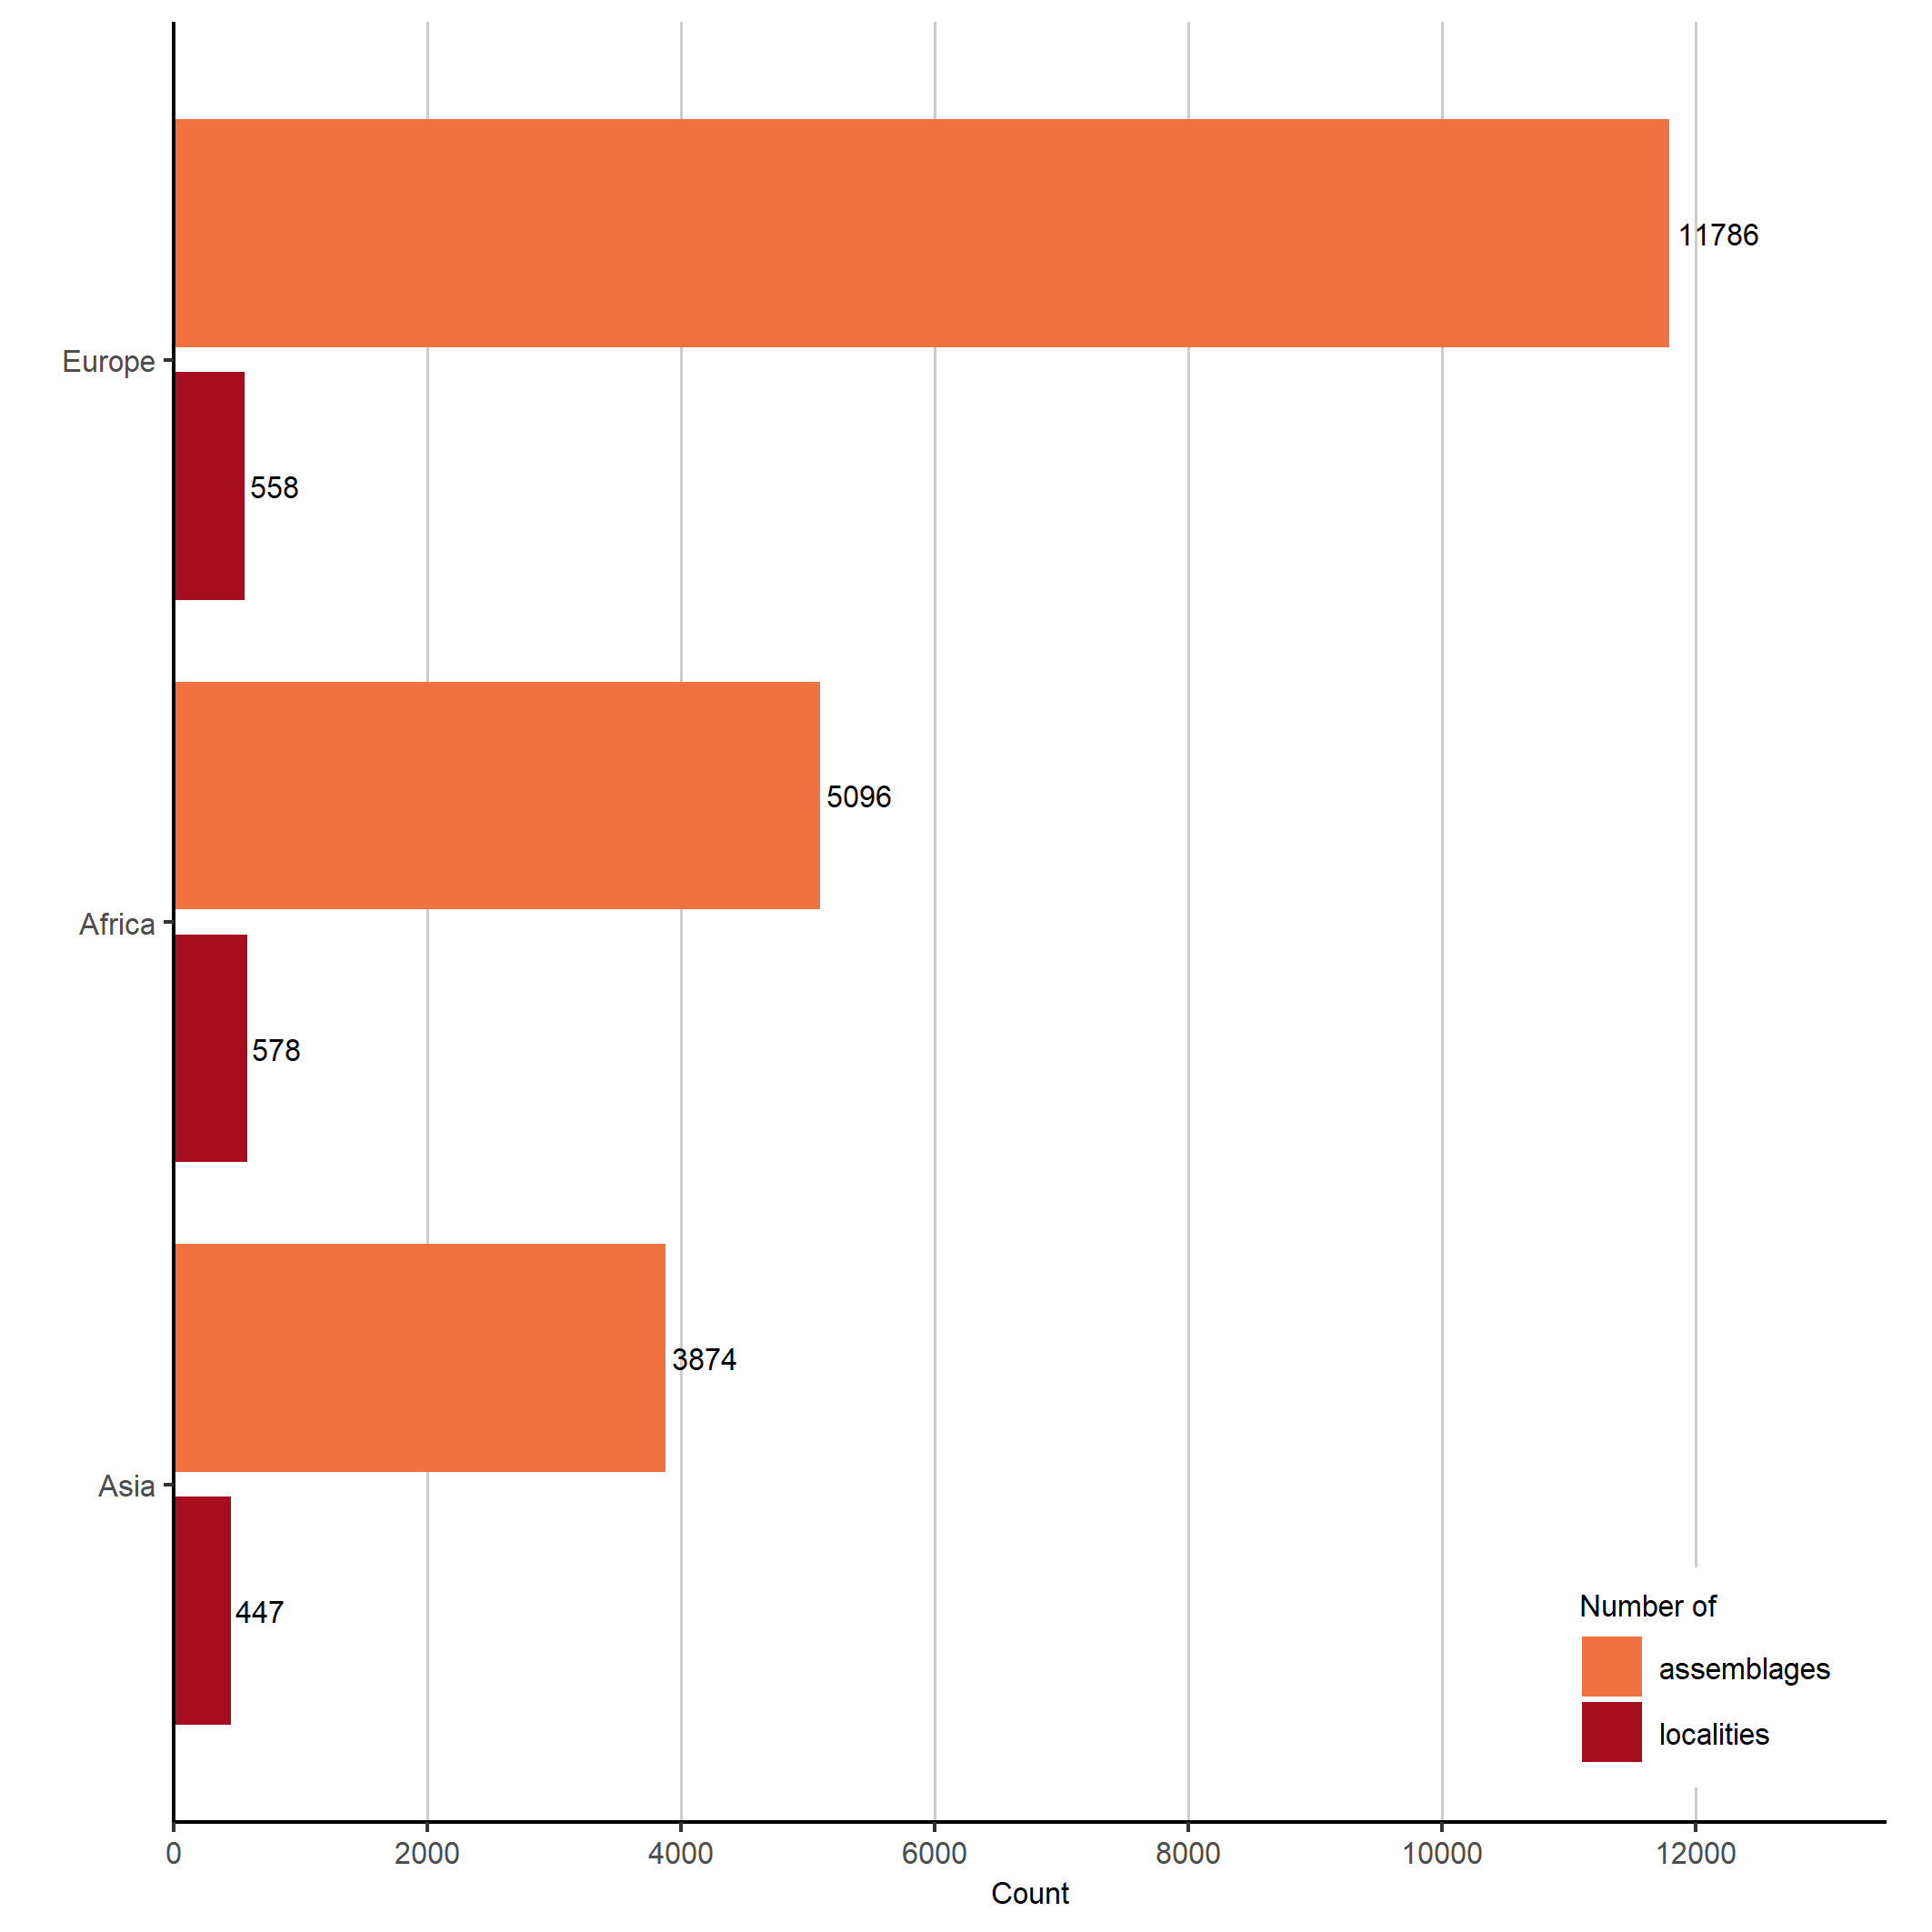 11786
Europe
558
5096
Africa
578
3874
Asia
447
Number of
assemblages
localities
0 2000 4000 6000 8000 10000 12000
Count